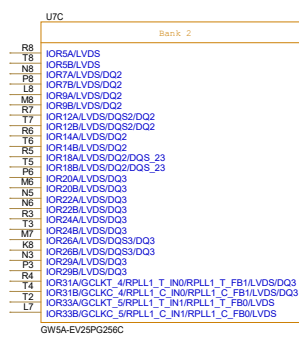 U7C
Bank 2
R8 IOR5A/LVDS
T8 IOR5B/LVDS
N8 IOR7A/LVDS/DQ2
P8 IOR7B/LVDS/DQ2
L8 IOR9A/LVDS/DQ2
M8 IOR9B/LVDS/DQ2
R7 IOR12A/LVDS/DQS2/DQ2
T7 IOR12B/LVDS/DQS2/DQ2
R6 IOR14A/LVDS/DQ2
T6 IOR14B/LVDS/DQ2
R5 IOR18A/LVDS/DQ2/DQS_23
T5 IOR18B/LVDS/DQ2/DQS_23
P6 IOR20A/LVDS/DQ3
M6 IOR20B/LVDS/DQ3
N5 IOR22A/LVDS/DQ3
N6 IOR22B/LVDS/DQ3
R3 IOR24A/LVDS/DQ3
T3 IOR24B/LVDS/DQ3
M7 IOR26A/LVDS/DQS3/DQ3
K8 IOR26B/LVDS/DQS3/DQ3
N3 IOR29A/LVDS/DQ3
P3 IOR29B/LVDS/DQ3
R4 IOR31A/GCLKT_4/RPLL1_T_IN0/RPLL1_T_FB1/LVDS/DQ3
T4 IOR31B/GCLKC_4/RPLL1_C_IN0/RPLL1_C_FB1/LVDS/DQ3
T2 IOR33A/GCLKT_5/RPLL1_T_IN1/RPLL1_T_FB0/LVDS
L7 IOR33B/GCLKC_5/RPLL1_C_IN1/RPLL1_C_FB0/LVDS
GW5A-EV25PG256C